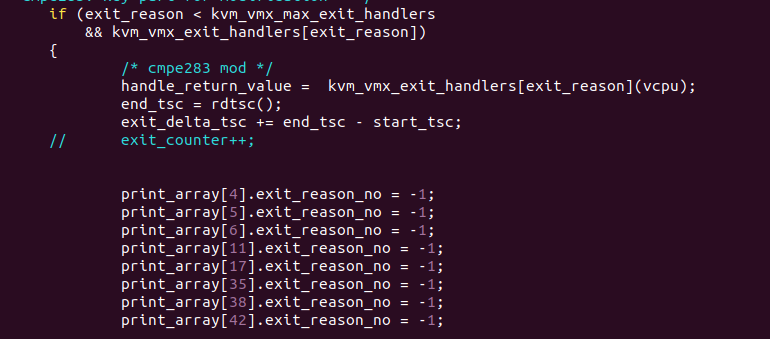 if (exit_reason < kvm_vmx_max_exit_handlers
&& kvm_vmx_exit_handlers[exit_reason])
{
/* cmpe283 mod */
handle_return_value =  kvm_vmx_exit_handlers[exit_reason](vcpu);
end_tsc = rdtsc();
exit_delta_tsc += end_tsc - start_tsc;
//      exit_counter++;
print_array[4].exit_reason_no = -1;
print_array[5].exit_reason_no = -1;
print_array[6].exit_reason_no = -1;
print_array[11].exit_reason_no = -1;
print_array[17].exit_reason_no = -1;
print_array[35].exit_reason_no = -1;
print_array[38].exit_reason_no = -1;
print_array[42].exit_reason_no = -1;